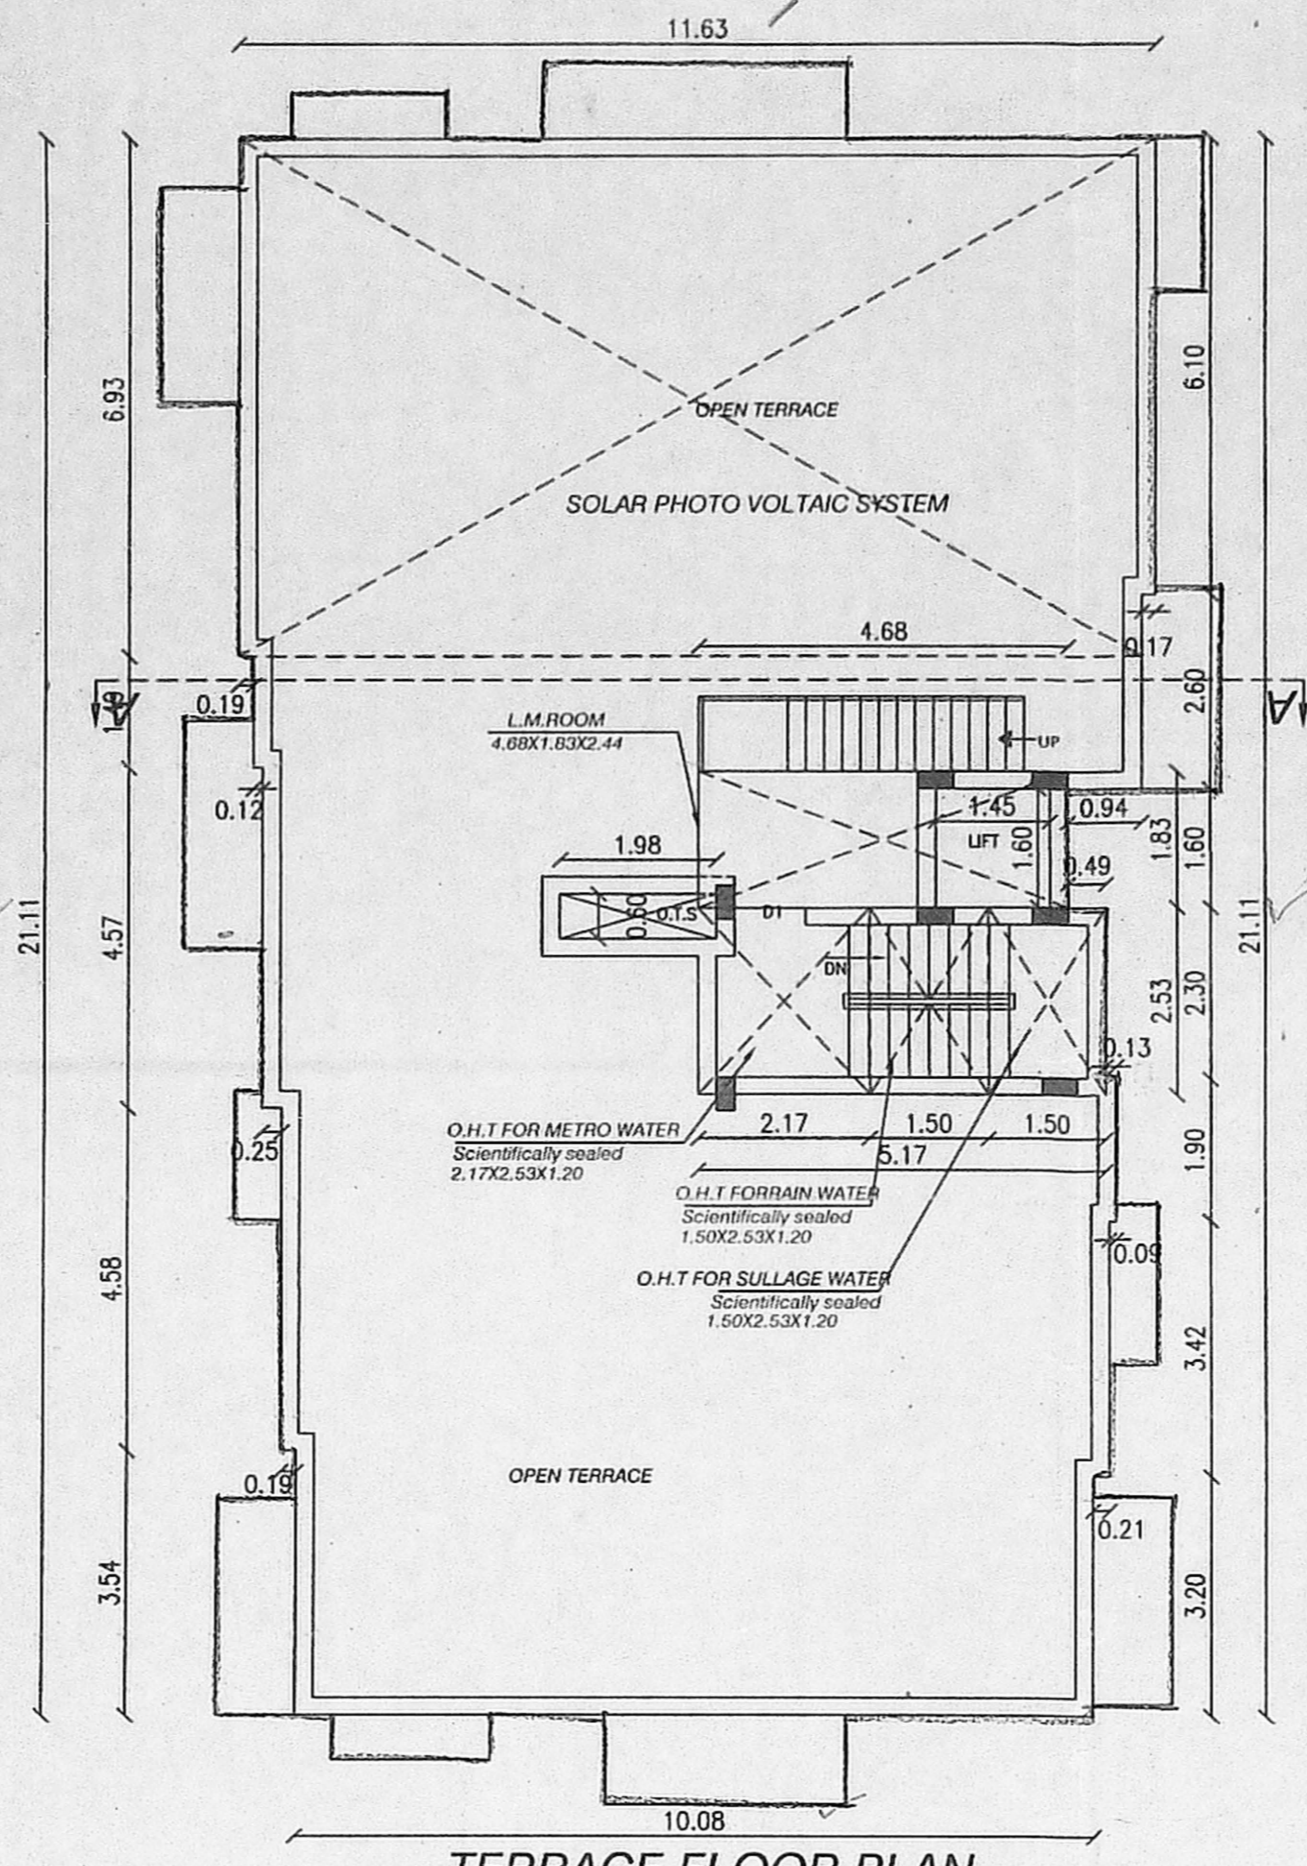 11.63
6.93
6.10
OPEN TERRACE
SOLAR PHOTO VOLTAIC SYSTEM
4.68
0.17
0.19
2.60
A
A
L.M.ROOM
4.68X1.83X2.44
UP
0.12
1.45
0.94
LIFT
1.60
1.83
1.60
1.98
0.49
0.60
O.T.S
D1
21.11
4.57
21.11
DN
2.53
2.30
0.13
O.H.T FOR METRO WATER
Scientifically sealed
2.17X2.53X1.20
2.17
1.50
1.50
5.17
0.25
1.90
O.H.T FORRAIN WATER
Scientifically sealed
1.50X2.53X1.20
0.09
O.H.T FOR SULLAGE WATER
Scientifically sealed
1.50X2.53X1.20
4.58
3.42
OPEN TERRACE
0.19
0.21
3.54
3.20
10.08
TERRACE FLOOR PLAN